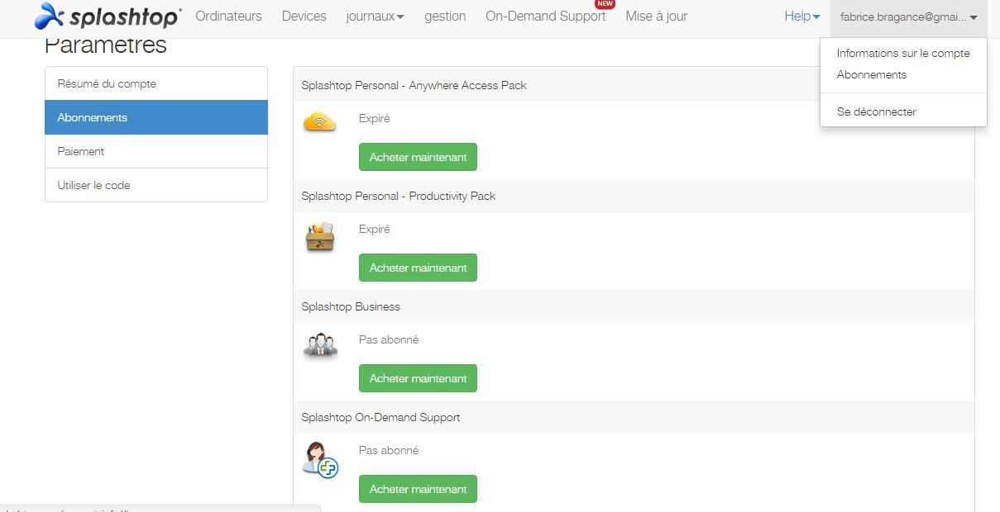 splashtop
Ordinateurs
Devices
journaux
gestion
On-Demand Support
NEW
Mise à jour
Help
fabrice.bragance@gmai...
Informations sur le compte
Abonnements
Se déconnecter
Paramètres
Résumé du compte
Abonnements
Paiement
Utiliser le code
Splashtop Personal - Anywhere Access Pack
Expiré
Acheter maintenant
Splashtop Personal - Productivity Pack
Expiré
Acheter maintenant
Splashtop Business
Pas abonné
Acheter maintenant
Splashtop On-Demand Support
Pas abonné
Acheter maintenant